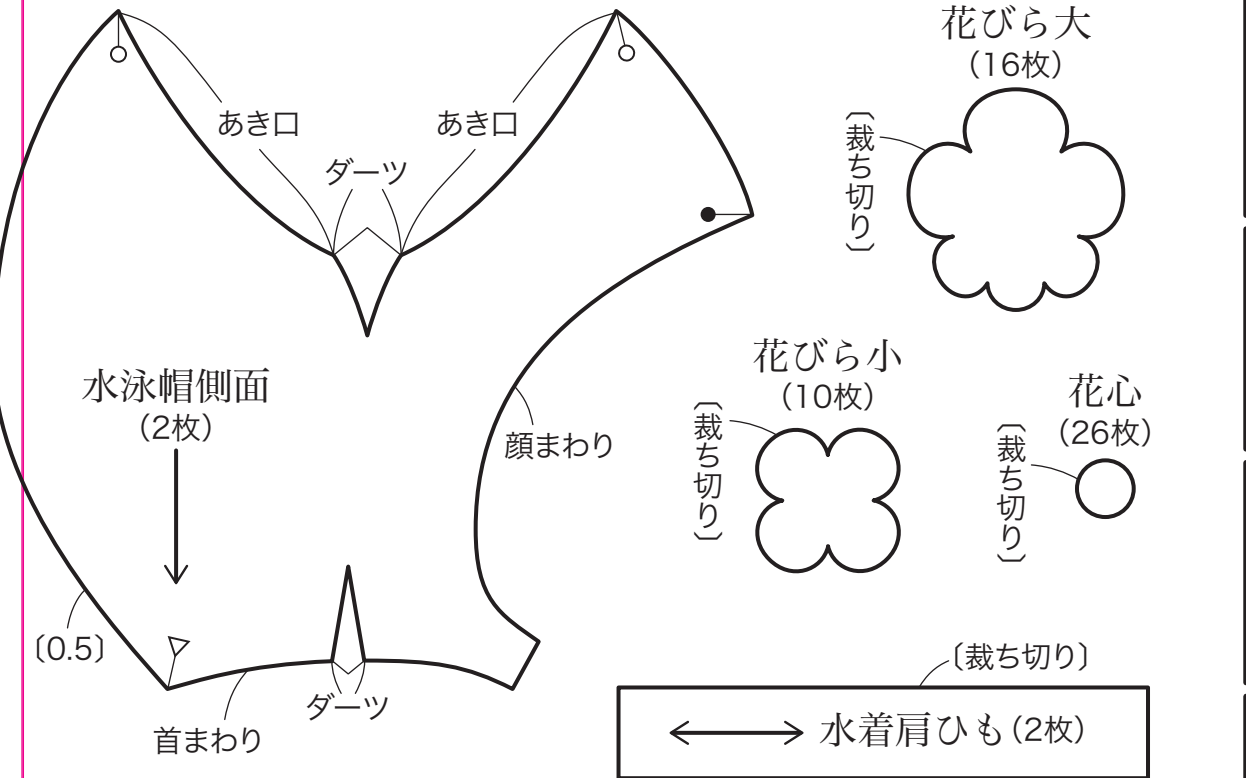 花びら大
(16枚)
〔裁ち切り〕
あき口
あき口
ダーツ
水泳帽側面
(2枚)
顔まわり
花びら小
(10枚)
〔裁ち切り〕
花心
(26枚)
〔裁ち切り〕
〔0.5〕
首まわり
ダーツ
〔裁ち切り〕
水着肩ひも(2枚)